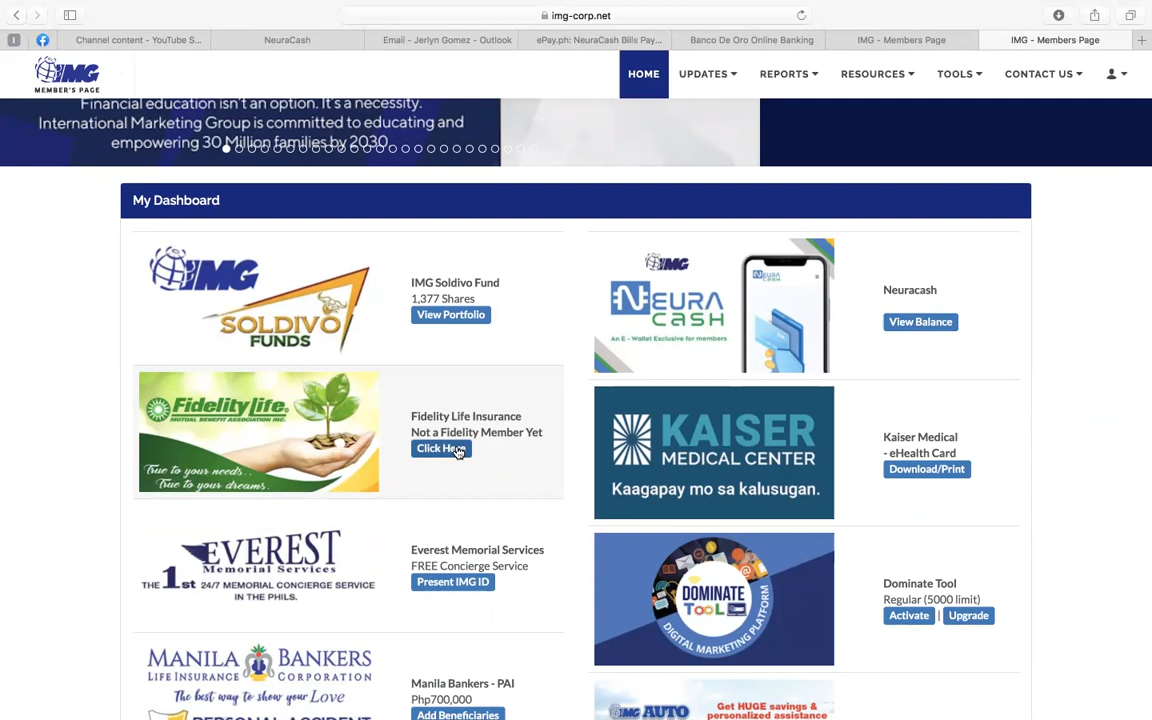 img-corp.net
Channel content - YouTube S...
NeuraCash
Email - Jerlyn Gomez - Outlook
ePay.ph: NeuraCash Bills Pay...
Banco De Oro Online Banking
IMG - Members Page
IMG - Members Page
IMG
MEMBER'S PAGE
HOME
UPDATES
REPORTS
RESOURCES
TOOLS
CONTACT US
Financial education isn't an option. It's a necessity.
International Marketing Group is committed to educating and
empowering 30 Million families by 2030.
My Dashboard
IMG
SOLDIVO
FUNDS
IMG Soldivo Fund
1,377 Shares
View Portfolio
IMG
NEURA
CASH
An E - Wallet Exclusive for members
NEURA
CASH
Neuracash
View Balance
FidelityLife
MUTUAL BENEFIT ASSOCIATION INC.
True to your needs...
True to your dreams.
Fidelity Life Insurance
Not a Fidelity Member Yet
Click Here
KAISER
MEDICAL CENTER
Kaagapay mo sa kalusugan.
Kaiser Medical
- eHealth Card
Download/Print
EVEREST
Memorial Services
THE 1st 24/7 MEMORIAL CONCIERGE SERVICE
IN THE PHILS.
Everest Memorial Services
FREE Concierge Service
Present IMG ID
DOMINATE
TOOL
DIGITAL MARKETING PLATFORM
Dominate Tool
Regular (5000 limit)
Activate | Upgrade
MANILA BANKERS
LIFE INSURANCE CORPORATION
The best way to show your Love
PERSONAL ACCIDENT
Manila Bankers - PAI
Php700,000
Add Beneficiaries
IMG AUTO
Get HUGE savings &
personalized assistance